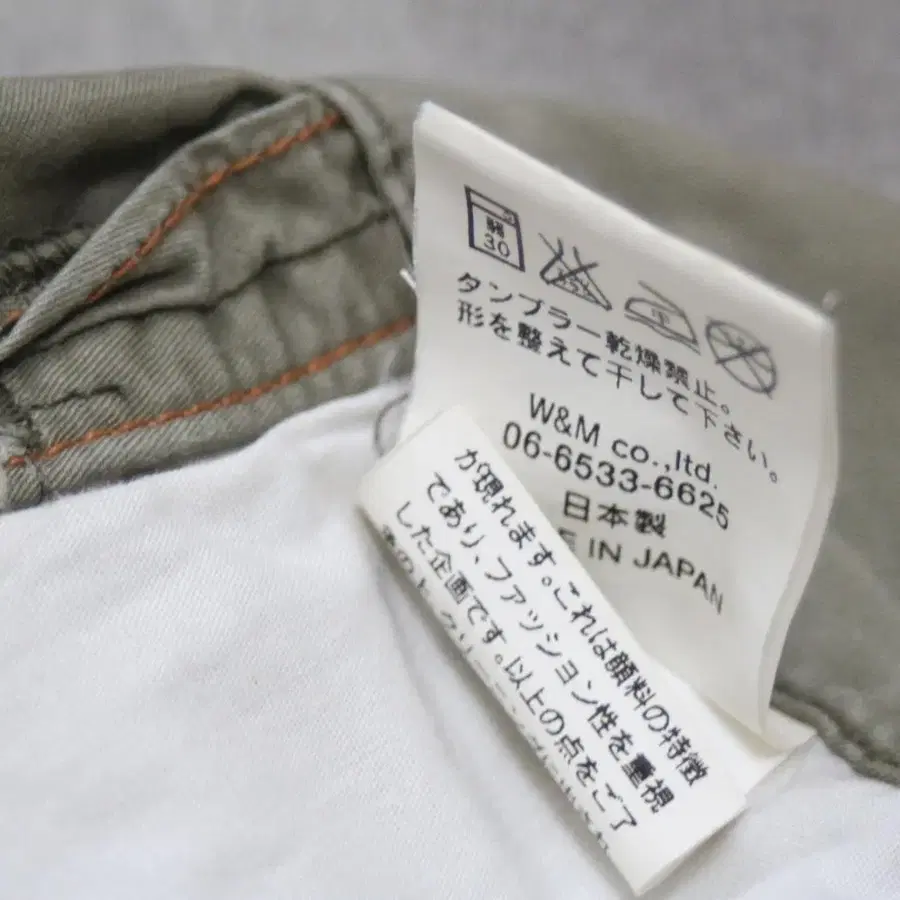 弱
30
タンブラー乾燥禁止。
形を整えて干して下さい。
W&M co.,ltd.
06-6533-6625
日本製
E IN JAPAN
が現れます。これは顔料の特徴
であり、ファッション性を重視
した企画です。以上の点をご了